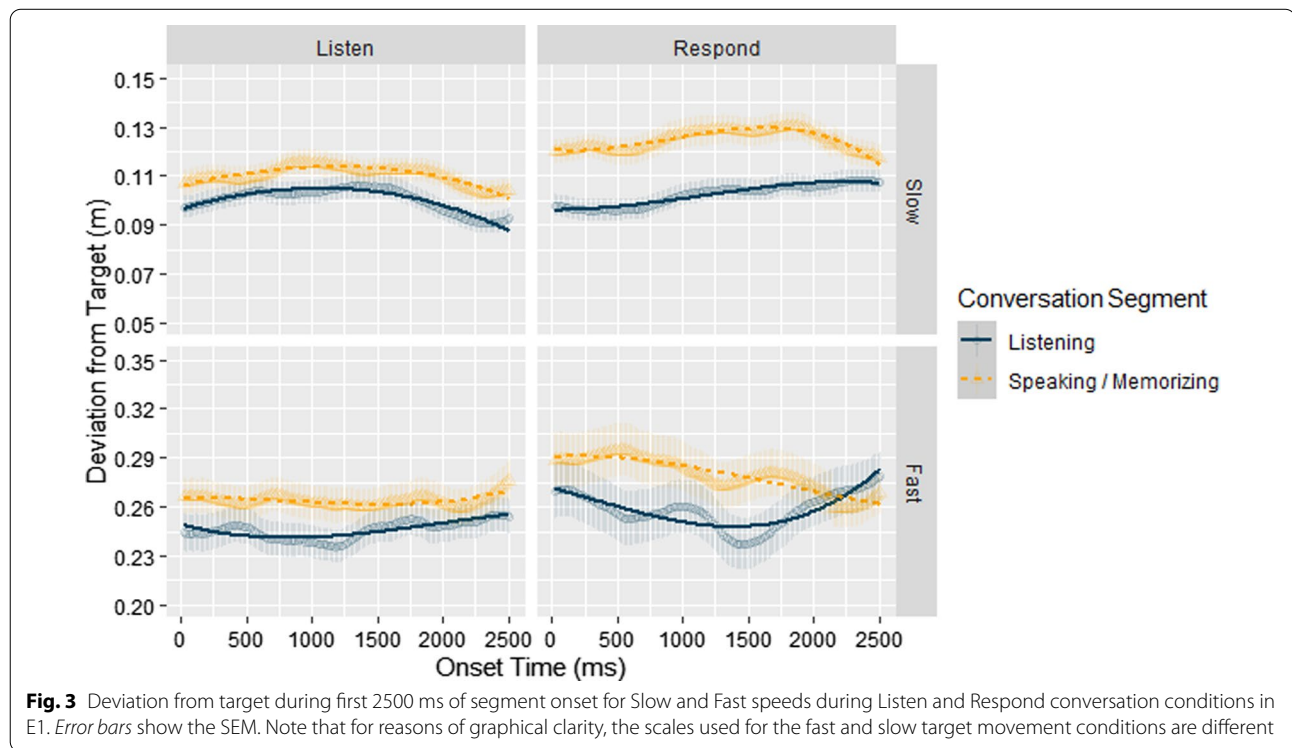 Listen
Respond
0.15
0.13
0.11
0.09
0.07
0.05
Slow
Deviation from Target (m)
0.35
0.32
0.29
0.26
0.23
0.20
Fast
0 500 1000 1500 2000 2500 0 500 1000 1500 2000 2500
Onset Time (ms)
Conversation Segment
Listening
Speaking / Memorizing
Fig. 3 Deviation from target during first 2500 ms of segment onset for Slow and Fast speeds during Listen and Respond conversation conditions in
E1. Error bars show the SEM. Note that for reasons of graphical clarity, the scales used for the fast and slow target movement conditions are different